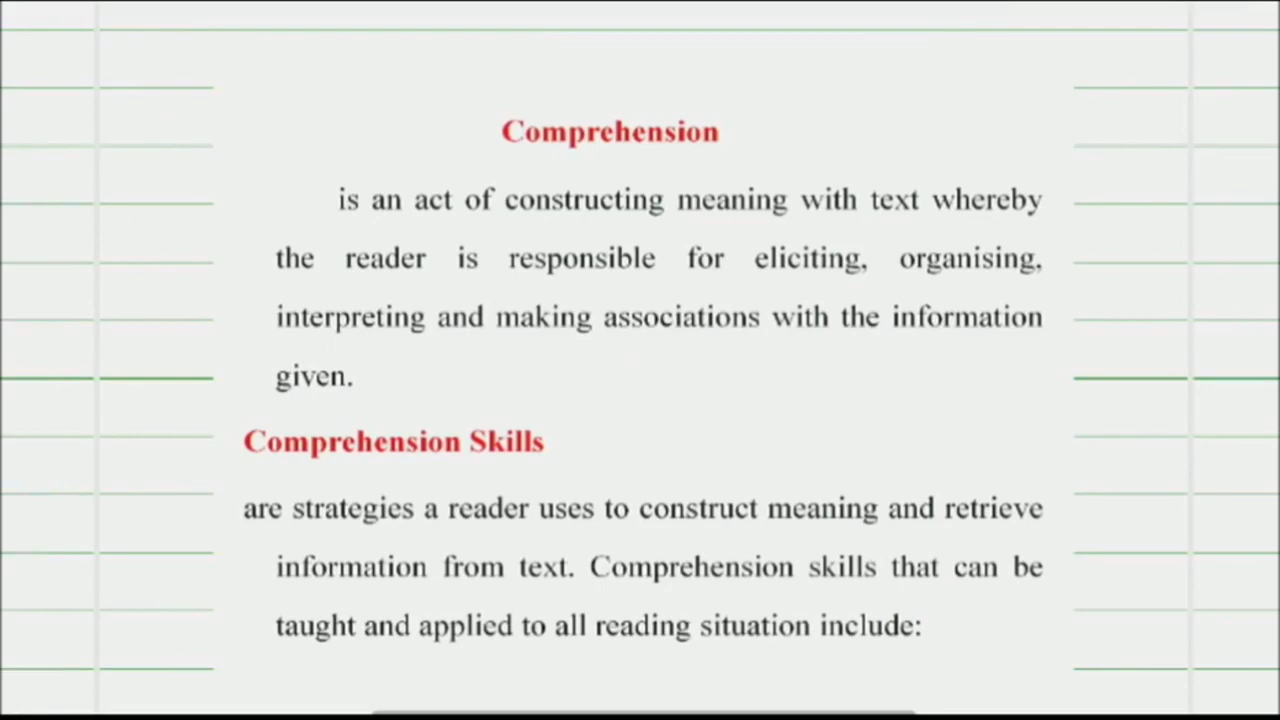 Comprehension
is an act of constructing meaning with text whereby
the reader is responsible for eliciting, organising,
interpreting and making associations with the information
given.
Comprehension Skills
are strategies a reader uses to construct meaning and retrieve
information from text. Comprehension skills that can be
taught and applied to all reading situation include: